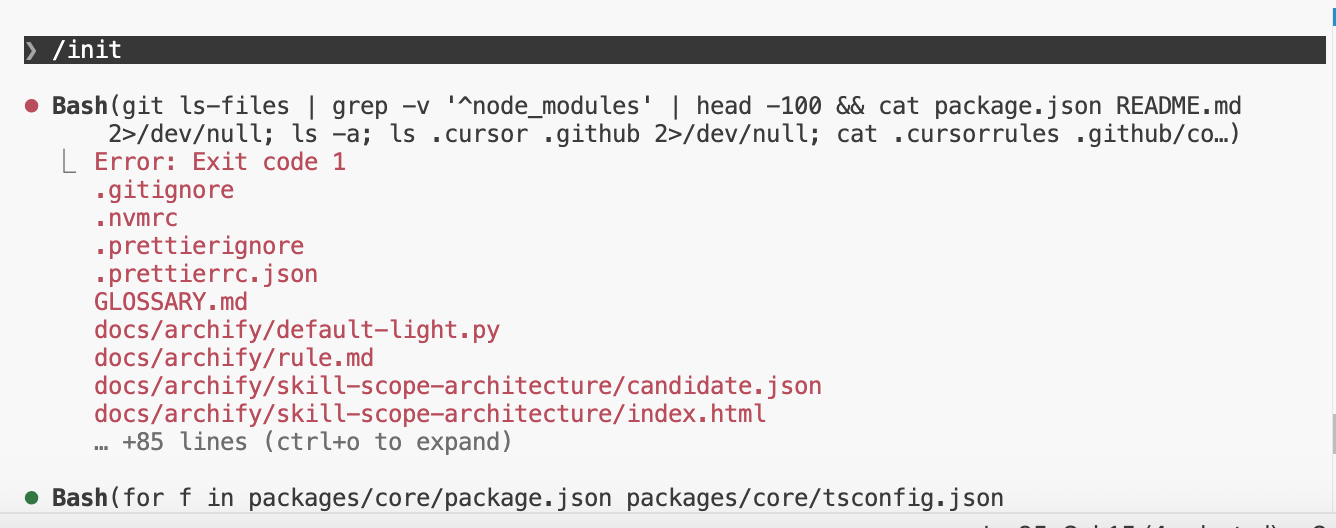 ❯ /init
● Bash(git ls-files | grep -v '^node_modules' | head -100 && cat package.json README.md
2>/dev/null; ls -a; ls .cursor .github 2>/dev/null; cat .cursorrules .github/co…)
⎿ Error: Exit code 1
.gitignore
.nvmrc
.prettierignore
.prettierrc.json
GLOSSARY.md
docs/archify/default-light.py
docs/archify/rule.md
docs/archify/skill-scope-architecture/candidate.json
docs/archify/skill-scope-architecture/index.html
… +85 lines (ctrl+o to expand)
● Bash(for f in packages/core/package.json packages/core/tsconfig.json